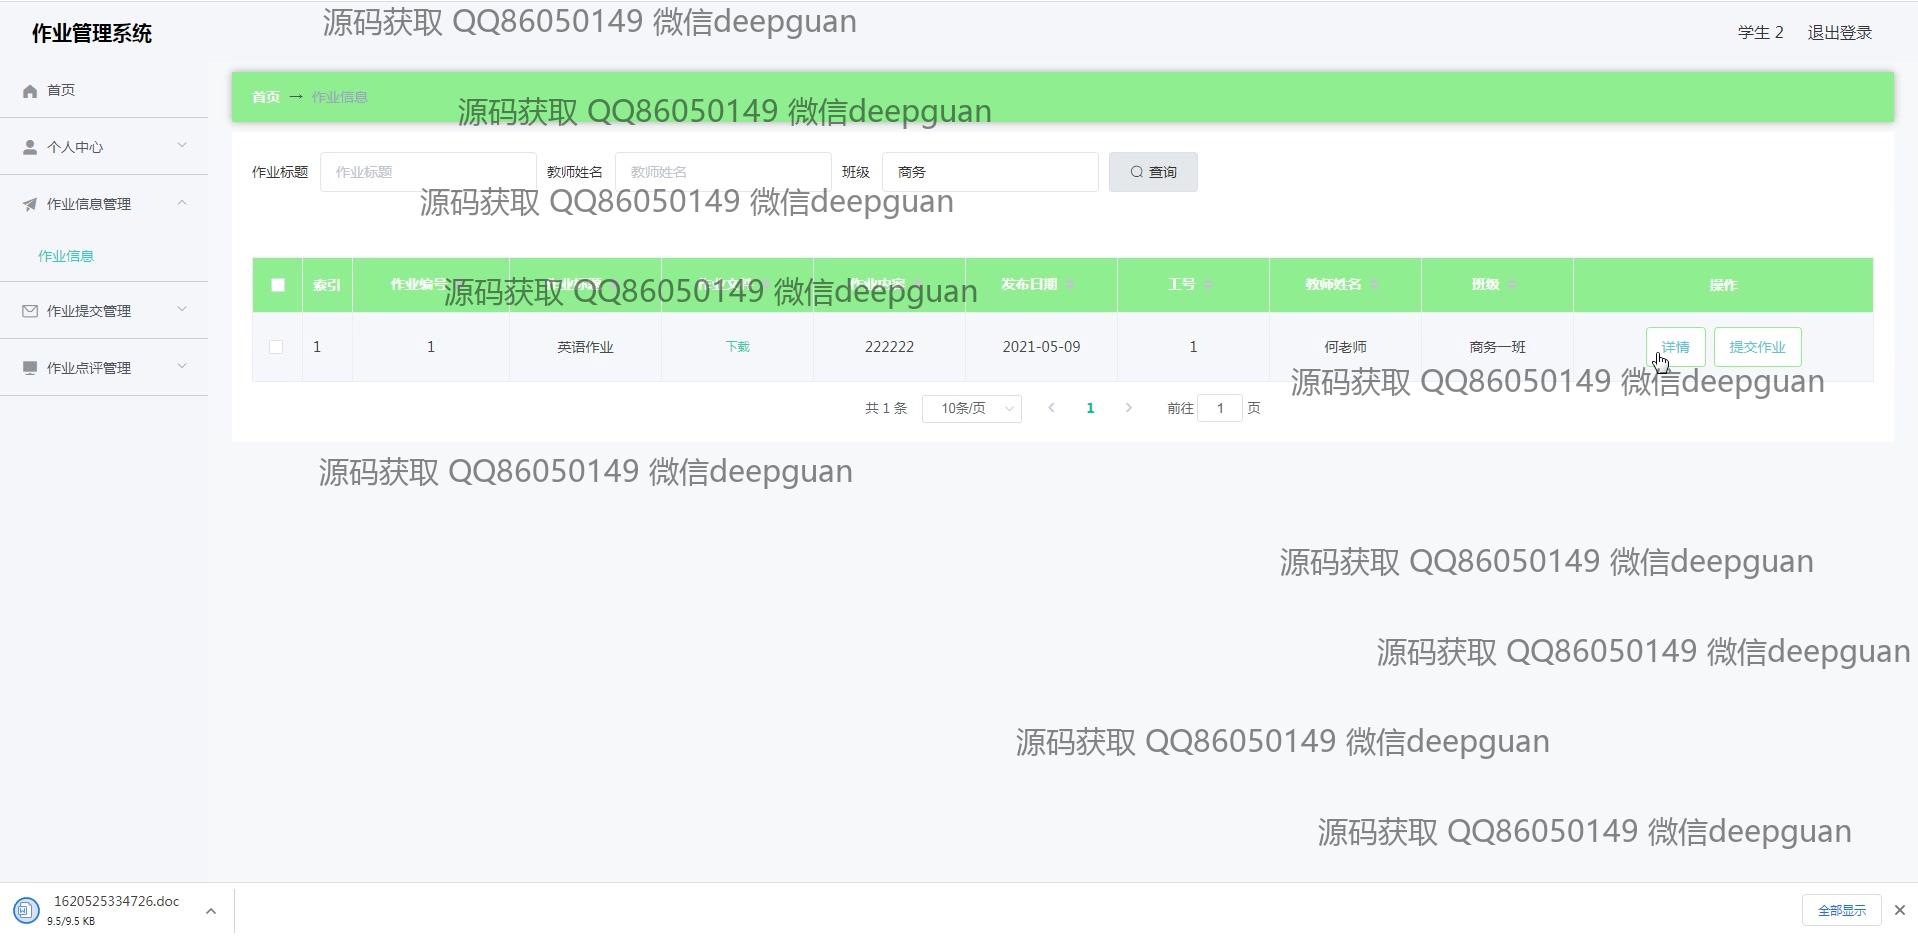 作业管理系统
源码获取 QQ86050149 微信deepguan
学生 2 退出登录
首页
首页 → 作业信息
源码获取 QQ86050149 微信deepguan
个人中心
作业标题 作业标题 教师姓名 教师姓名 班级 商务 查询
作业信息管理
源码获取 QQ86050149 微信deepguan
作业信息
索引 作业编号 作业标题 作业文件 作业内容 发布日期 工号 教师姓名 班级 操作
源码获取 QQ86050149 微信deepguan
作业提交管理
1 1 英语作业 下载 222222 2021-05-09 1 何老师 商务一班 详情 提交作业
作业点评管理
源码获取 QQ86050149 微信deepguan
共 1 条 10条/页 1 前往 1 页
源码获取 QQ86050149 微信deepguan
源码获取 QQ86050149 微信deepguan
源码获取 QQ86050149 微信deepguan
源码获取 QQ86050149 微信deepguan
源码获取 QQ86050149 微信deepguan
1620525334726.doc
9.5/9.5 KB
全部显示